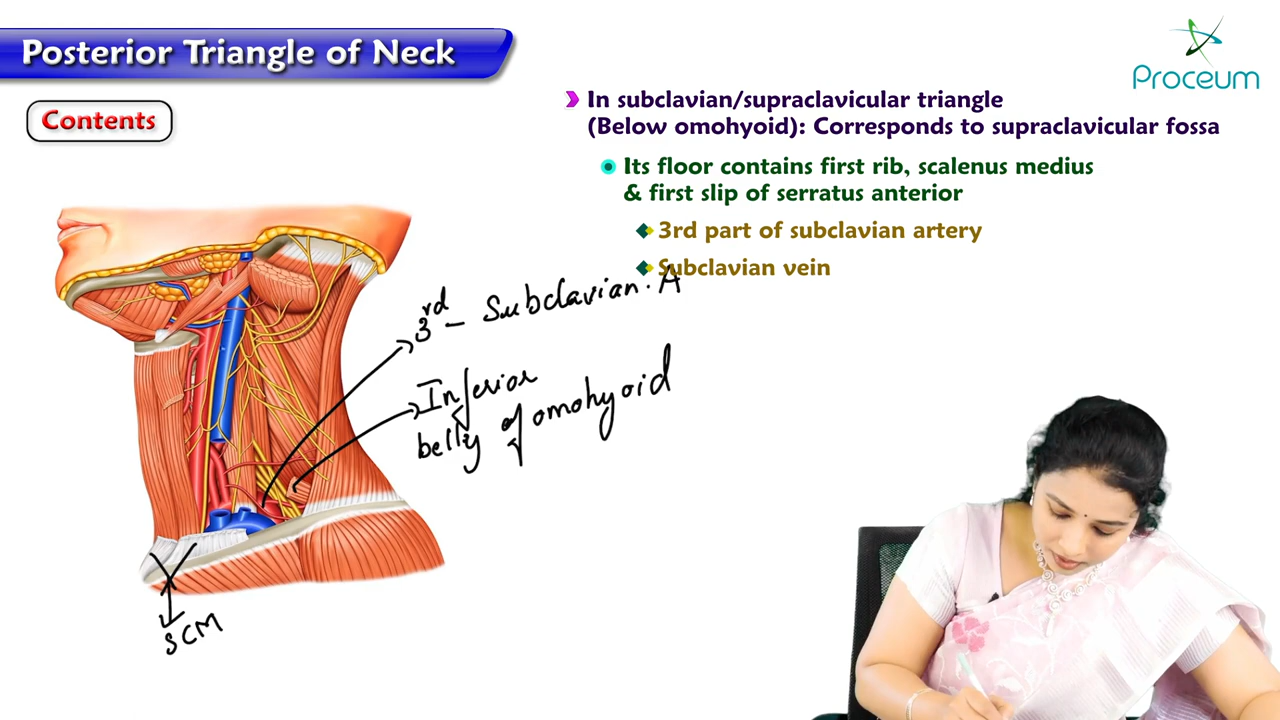 Posterior Triangle of Neck
Proceum
Contents
In subclavian/supraclavicular triangle
(Below omohyoid): Corresponds to supraclavicular fossa
Its floor contains first rib, scalenus medius
& first slip of serratus anterior
3rd part of subclavian artery
Subclavian vein
3rd - Subclavian. A
Inferior
belly of omohyoid
SCM